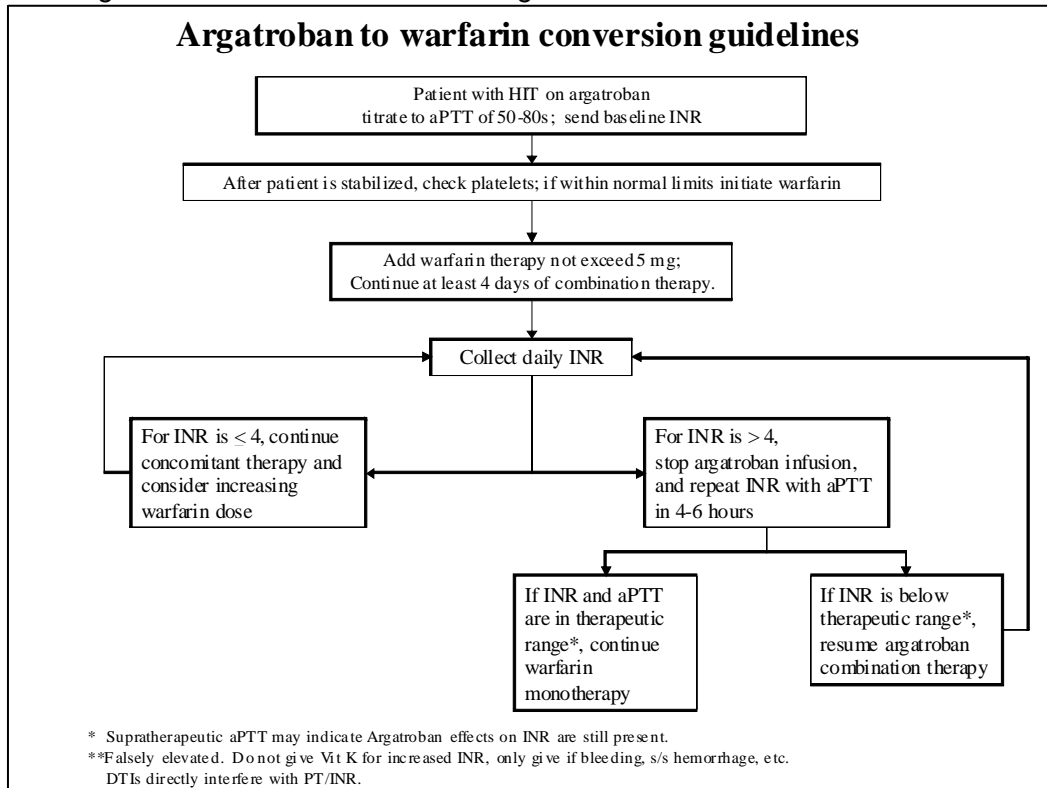 Argatroban to warfarin conversion guidelines
Patient with HIT on argatroban
titrate to aPTT of 50-80s; send baseline INR
After patient is stabilized, check platelets; if within normal limits initiate warfarin
Add warfarin therapy not exceed 5 mg;
Continue at least 4 days of combination therapy.
Collect daily INR
For INR is ≤ 4, continue
concomitant therapy and
consider increasing
warfarin dose
For INR is > 4,
stop argatroban infusion,
and repeat INR with aPTT
in 4-6 hours
If INR and aPTT
are in therapeutic
range*, continue
warfarin
monotherapy
If INR is below
therapeutic range*,
resume argatroban
combination therapy
* Supratherapeutic aPTT may indicate Argatroban effects on INR are still present.
**Falsely elevated. Do not give Vit K for increased INR, only give if bleeding, s/s hemorrhage, etc.
DTIs directly interfere with PT/INR.